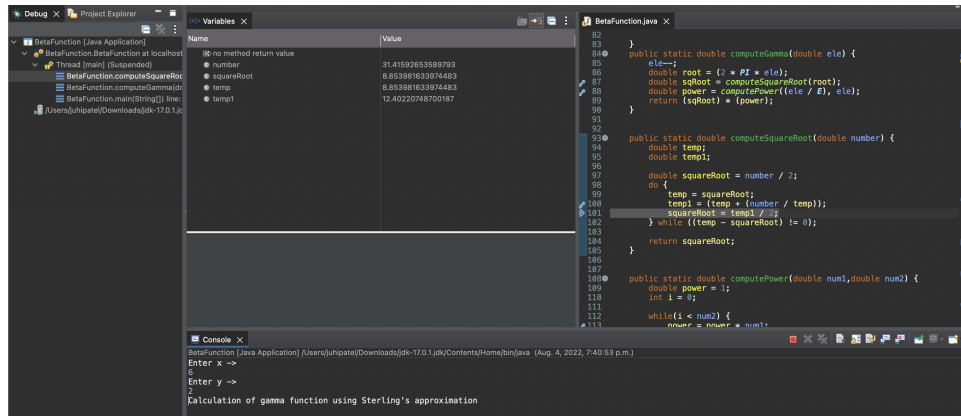 Debug
Project Explorer
BetaFunction [Java Application]
BetaFunction.BetaFunction at localhost
Thread [main] (Suspended)
BetaFunction.computeSquareRoo
BetaFunction.computeGamma(do
BetaFunction.main(String[]) line:
/Users/juhipatel/Downloads/jdk-17.0.1.jd
(x)= Variables
Name Value
no method return value
number 31.41592653589793
squareRoot 8.853981633974483
temp 8.853981633974483
temp1 12.40220748700187
BetaFunction.java
82
83 }
84 public static double computeGamma(double ele) {
85 ele--;
86 double root = (2 * PI * ele);
87 double sqRoot = computeSquareRoot(root);
88 double power = computePower((ele / E), ele);
89 return (sqRoot) * (power);
90 }
91
92
93 public static double computeSquareRoot(double number) {
94 double temp;
95 double temp1;
96
97 double squareRoot = number / 2;
98 do {
99 temp = squareRoot;
100 temp1 = (temp + (number / temp));
101 squareRoot = temp1 / 2;
102 } while ((temp - squareRoot) != 0);
103
104 return squareRoot;
105 }
106
107
108 public static double computePower(double num1,double num2) {
109 double power = 1;
110 int i = 0;
111
112 while(i < num2) {
113 power = power * num1;
Console
BetaFunction [Java Application] /Users/juhipatel/Downloads/jdk-17.0.1.jdk/Contents/Home/bin/java (Aug. 4, 2022, 7:40:53 p.m.)
Enter x ->
6
Enter y ->
2
Calculation of gamma function using Sterling's approximation